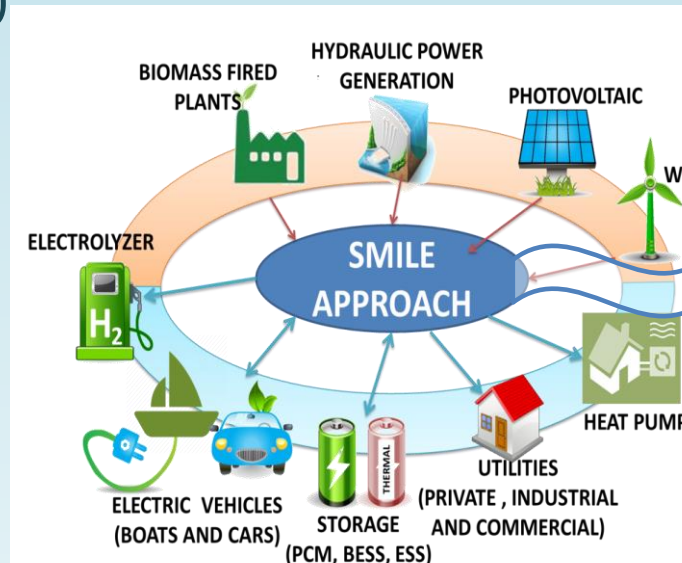 HYDRAULIC POWER
GENERATION
BIOMASS FIRED
PLANTS
PHOTOVOLTAIC
W
ELECTROLYZER
H2
SMILE
APPROACH
HEAT PUMP
THERMAL
UTILITIES
(PRIVATE , INDUSTRIAL
AND COMMERCIAL)
ELECTRIC VEHICLES
(BOATS AND CARS)
STORAGE
(PCM, BESS, ESS)